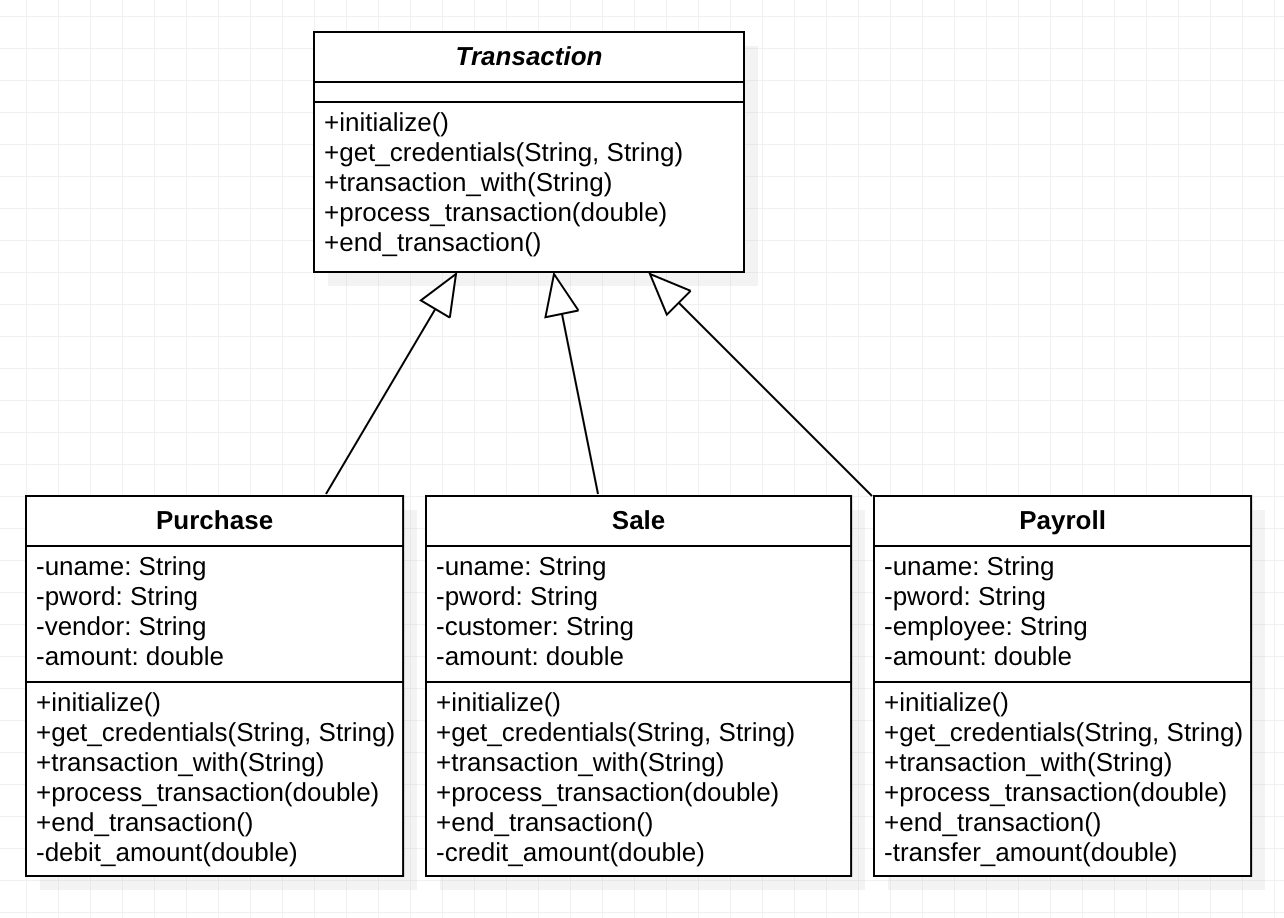 Transaction
+initialize()
+get_credentials(String, String)
+transaction_with(String)
+process_transaction(double)
+end_transaction()
Purchase
-uname: String
-pword: String
-vendor: String
-amount: double
+initialize()
+get_credentials(String, String)
+transaction_with(String)
+process_transaction(double)
+end_transaction()
-debit_amount(double)
Sale
-uname: String
-pword: String
-customer: String
-amount: double
+initialize()
+get_credentials(String, String)
+transaction_with(String)
+process_transaction(double)
+end_transaction()
-credit_amount(double)
Payroll
-uname: String
-pword: String
-employee: String
-amount: double
+initialize()
+get_credentials(String, String)
+transaction_with(String)
+process_transaction(double)
+end_transaction()
-transfer_amount(double)